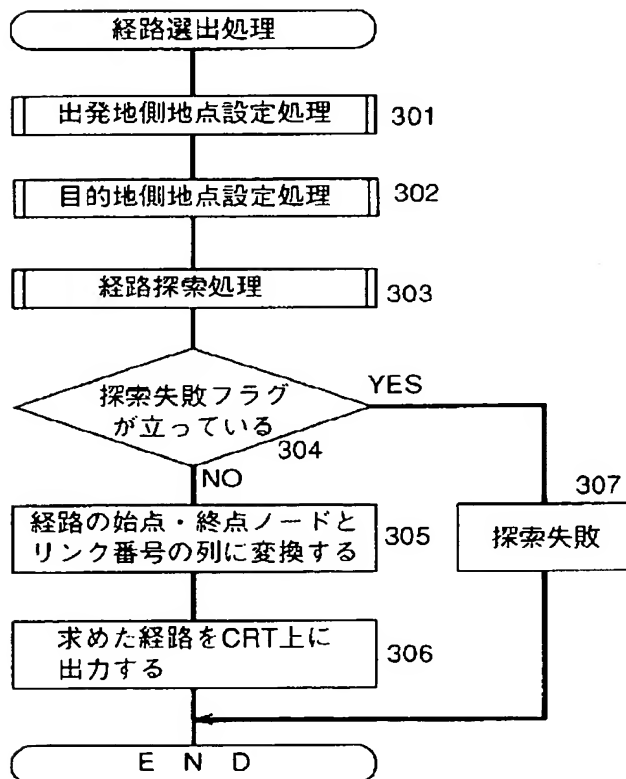 経路選出処理
出発地側地点設定処理
301
目的地側地点設定処理
302
経路探索処理
303
探索失敗フラグ
が立っている
304
YES
NO
307
経路の始点・終点ノードと
リンク番号の列に変換する
305
探索失敗
求めた経路をCRT上に
出力する
306
E N D